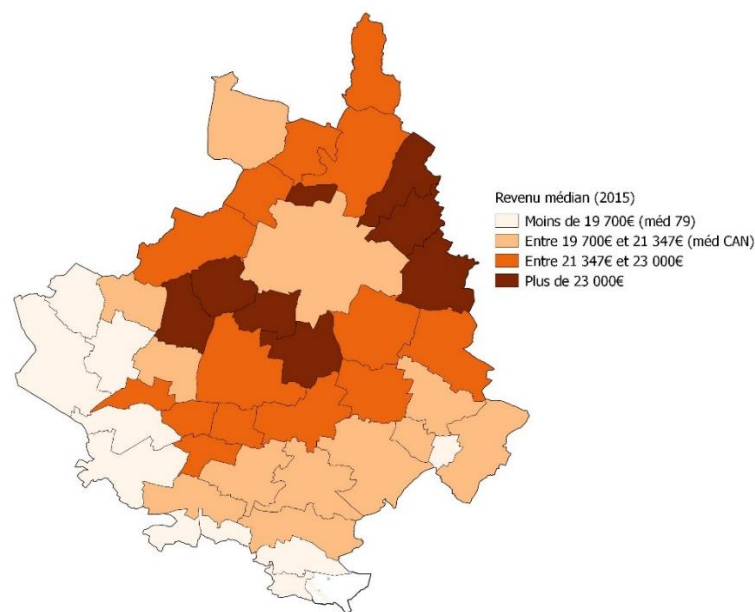 Revenu médian (2015)
Moins de 19 700€ (méd 79)
Entre 19 700€ et 21 347€ (méd CAN)
Entre 21 347€ et 23 000€
Plus de 23 000€